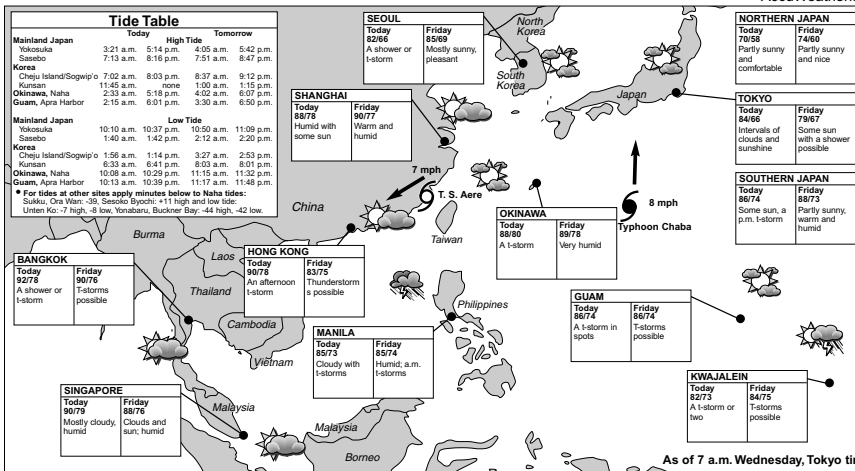 Tide Table
Today Tomorrow
Mainland Japan High Tide
Yokosuka 3:21 a.m. 5:14 p.m. 4:05 a.m. 5:42 p.m.
Sasebo 7:13 a.m. 8:16 p.m. 7:51 a.m. 8:47 p.m.
Korea
Cheju Island/Sogwip'o 7:02 a.m. 8:03 p.m. 8:37 a.m. 9:12 p.m.
Kunsan 11:45 a.m. none 1:00 a.m. 1:15 p.m.
Okinawa, Naha 2:33 a.m. 5:18 p.m. 4:02 a.m. 6:07 p.m.
Guam, Apra Harbor 2:15 a.m. 6:01 p.m. 3:30 a.m. 6:50 p.m.
Mainland Japan Low Tide
Yokosuka 10:10 a.m. 10:37 p.m. 10:50 a.m. 11:09 p.m.
Sasebo 1:40 a.m. 1:42 p.m. 2:12 a.m. 2:20 p.m.
Korea
Cheju Island/Sogwip'o 1:56 a.m. 1:14 p.m. 3:27 a.m. 2:53 p.m.
Kunsan 6:33 a.m. 6:41 p.m. 8:03 a.m. 8:01 p.m.
Okinawa, Naha 10:08 a.m. 10:29 p.m. 11:15 a.m. 11:32 p.m.
Guam, Apra Harbor 10:13 a.m. 10:39 p.m. 11:17 a.m. 11:48 p.m.
• For tides at other sites apply minutes below to Naha tides:
Sukku, Ora Wan: -39, Sesoko Byochi: +11 high and low tide:
Unten Ko: -7 high, -8 low, Yonabaru, Buckner Bay: -44 high, -42 low.
SEOUL
Today Friday
82/66 85/69
A shower or Mostly sunny,
t-storm pleasant
North
Korea
South
Korea
Japan
NORTHERN JAPAN
Today Friday
70/58 74/60
Partly sunny Partly sunny
and and nice
comfortable
SHANGHAI
Today Friday
88/78 90/77
Humid with Warm and
some sun humid
TOKYO
Today Friday
84/66 79/67
Intervals of Some sun
clouds and with a shower
sunshine possible
7 mph
T. S. Aere
China
Taiwan
SOUTHERN JAPAN
Today Friday
86/74 88/73
Some sun, a Partly sunny,
p.m. t-storm warm and
humid
8 mph
Typhoon Chaba
OKINAWA
Today Friday
88/80 89/78
A t-storm Very humid
Burma
Laos
Thailand
Cambodia
Vietnam
HONG KONG
Today Friday
90/78 83/75
An afternoon Thunderstorm
t-storm s possible
BANGKOK
Today Friday
92/78 90/76
A shower or T-storms
t-storm possible
Philippines
MANILA
Today Friday
85/73 85/74
Cloudy with Humid; a.m.
t-storms t-storms
GUAM
Today Friday
86/74 86/74
A t-storm in T-storms
spots possible
KWAJALEIN
Today Friday
82/73 84/75
A t-storm or T-storms
two possible
SINGAPORE
Today Friday
90/79 88/76
Mostly cloudy, Clouds and
humid sun; humid
Malaysia
Malaysia
Borneo
As of 7 a.m. Wednesday, Tokyo tim